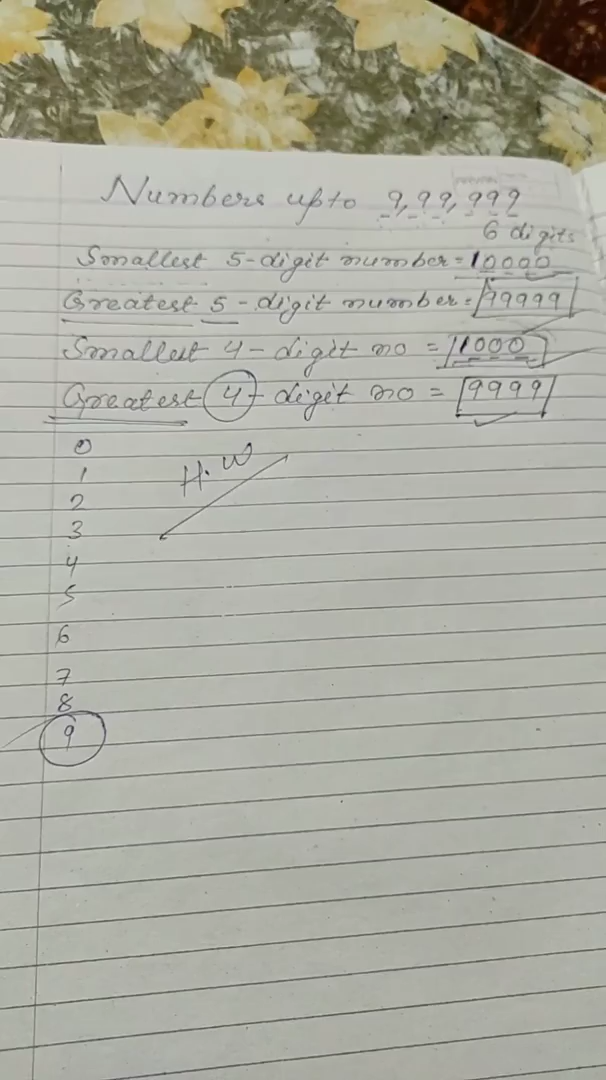 Numbers upto 9,99,999
6 digits
Smallest 5-digit number = 10000
Greatest 5-digit number = 99999
Smallest 4-digit no = 1000
Greatest 4-digit no = 9999
0
H.W
1
2
3
4
5
6
7
8
9